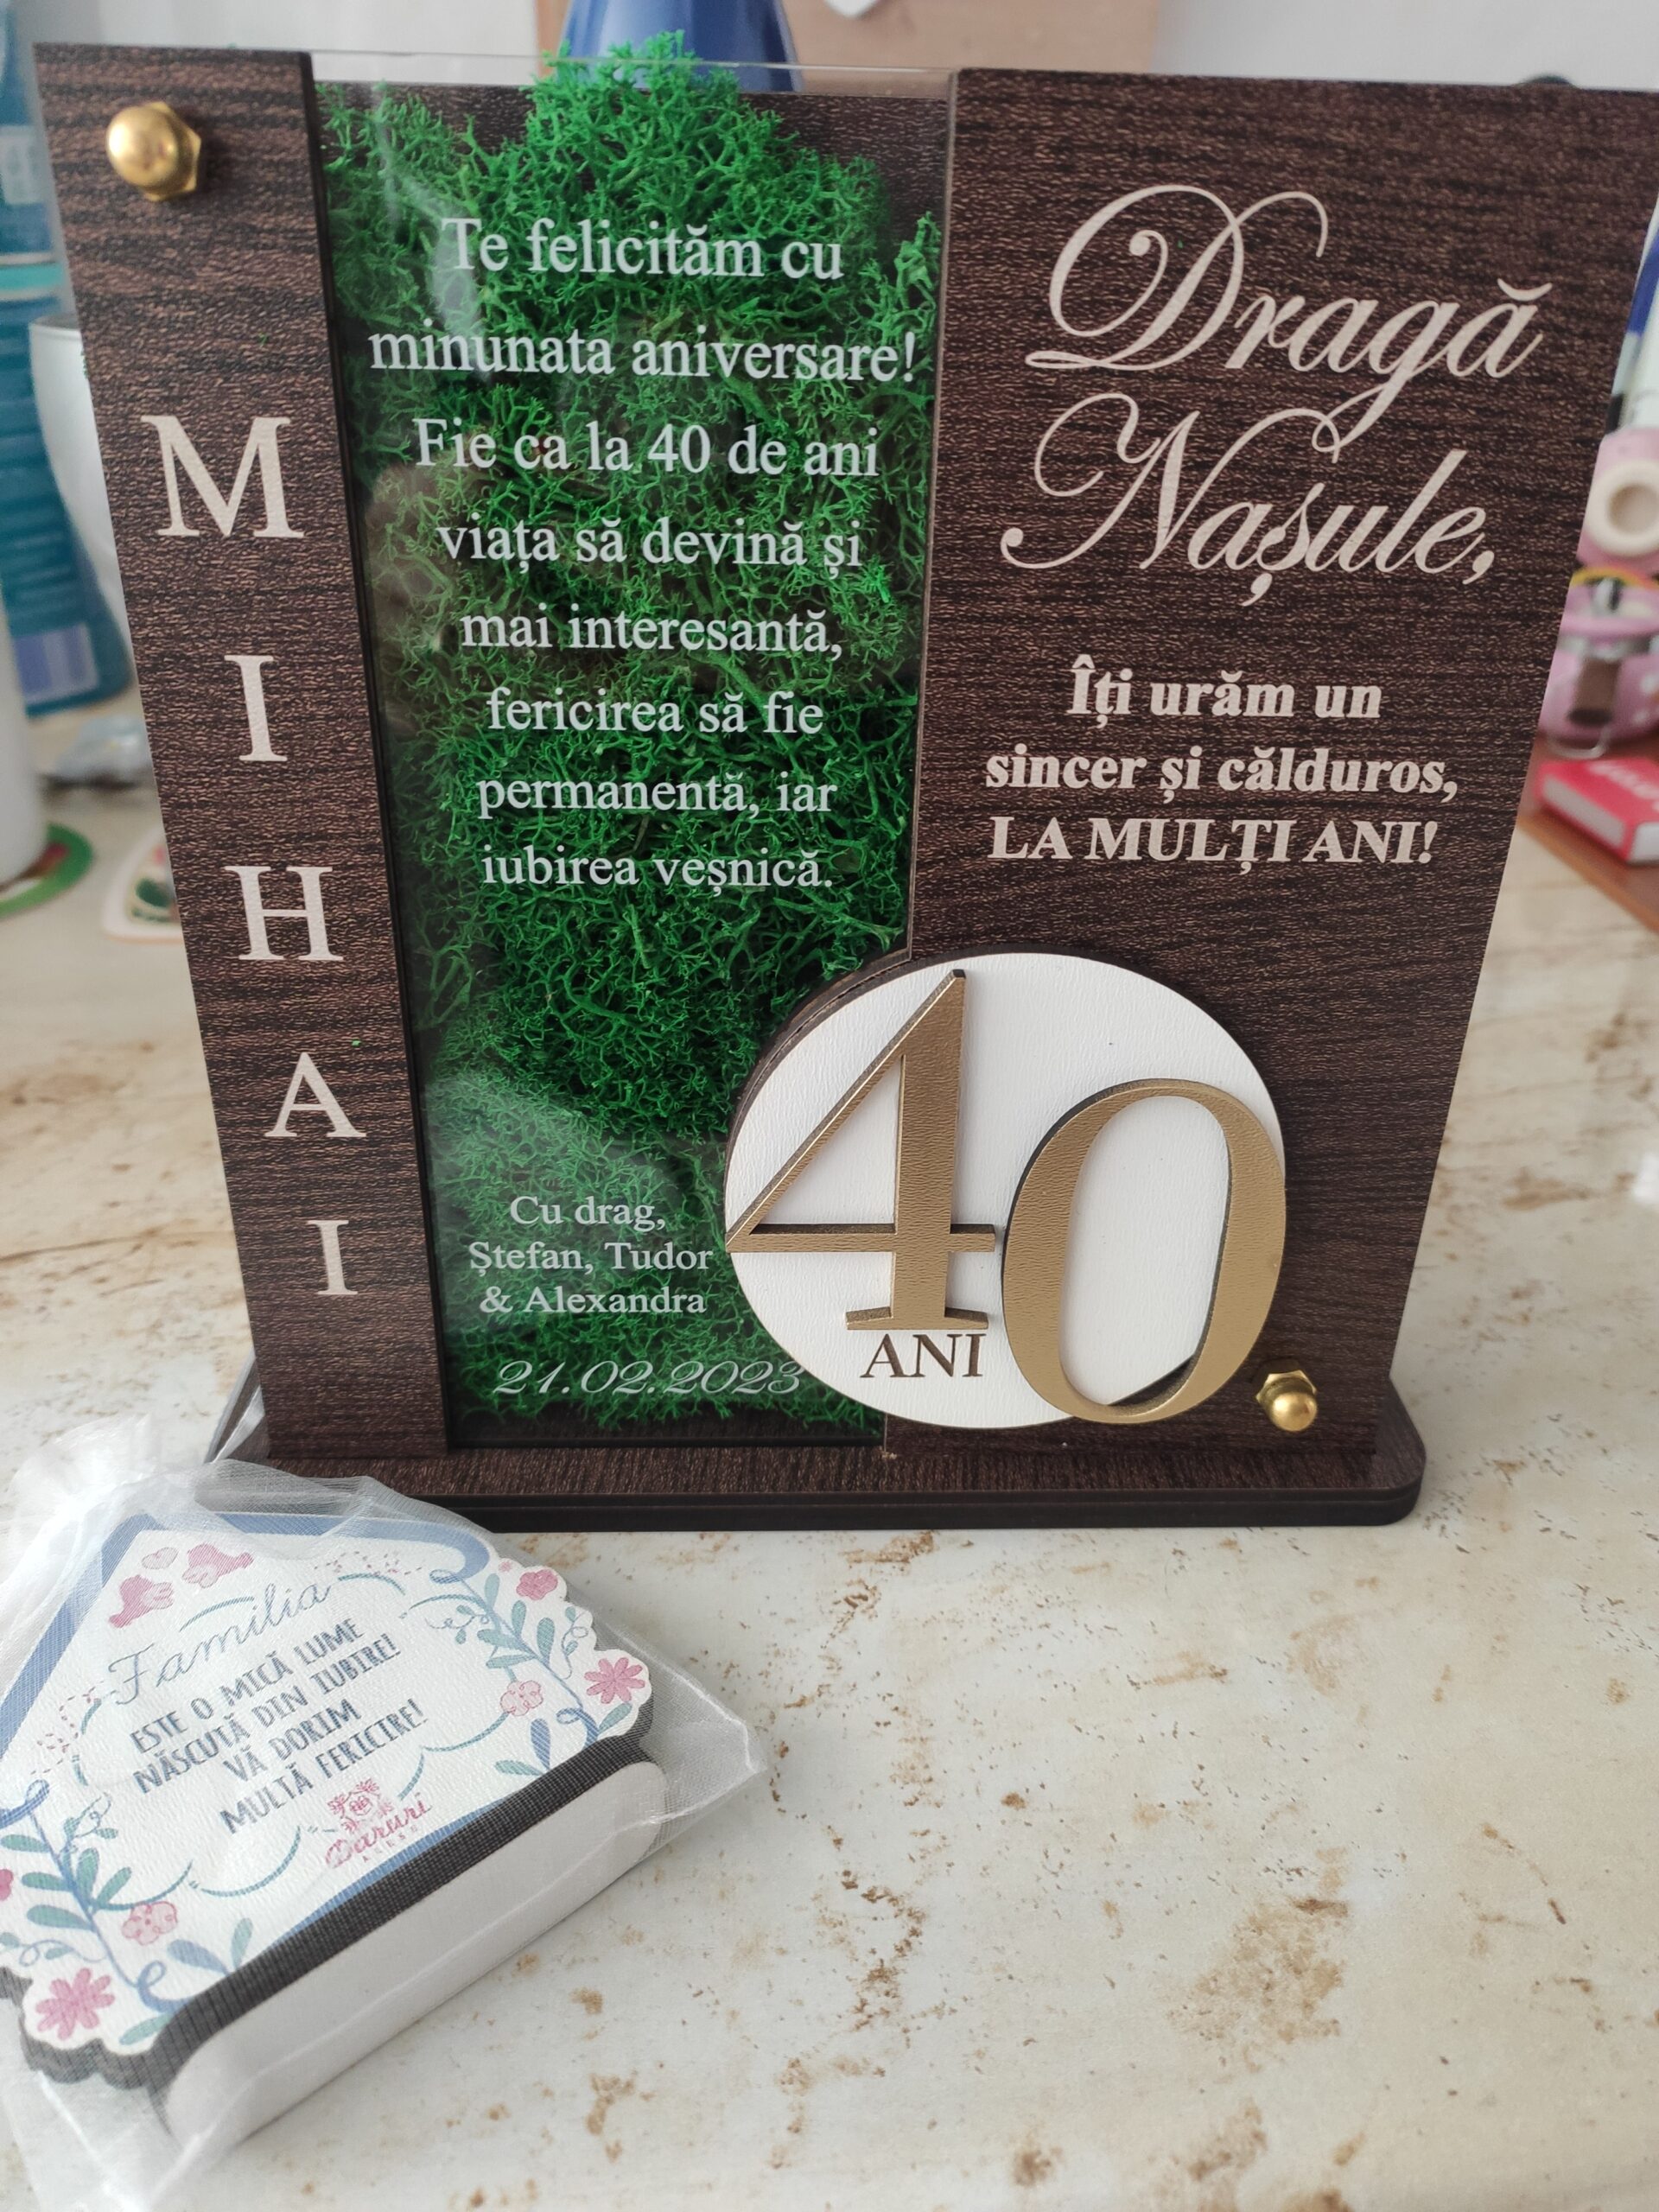 MIHAI
Te felicităm cu
minunata aniversare!
Fie ca la 40 de ani
viața să devină și
mai interesantă,
fericirea să fie
permanentă, iar
iubirea veșnică.
Cu drag,
Ștefan, Tudor
& Alexandra
21.02.2023
Dragă
Nașule,
Îți urăm un
sincer și călduros,
LA MULȚI ANI!
40
ANI
Familia
ESTE O MICĂ LUME
NĂSCUTĂ DIN IUBIRE!
VĂ DORIM
MULTĂ FERICIRE!
Daruri